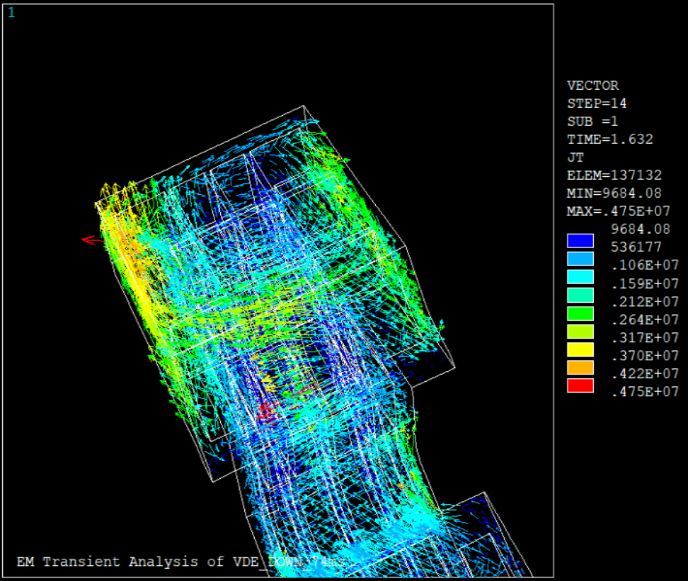 1
VECTOR
STEP=14
SUB =1
TIME=1.632
JT
ELEM=137132
MIN=9684.08
MAX=.475E+07
9684.08
536177
.106E+07
.159E+07
.212E+07
.264E+07
.317E+07
.370E+07
.422E+07
.475E+07
EM Transient Analysis of VDE_DOWN